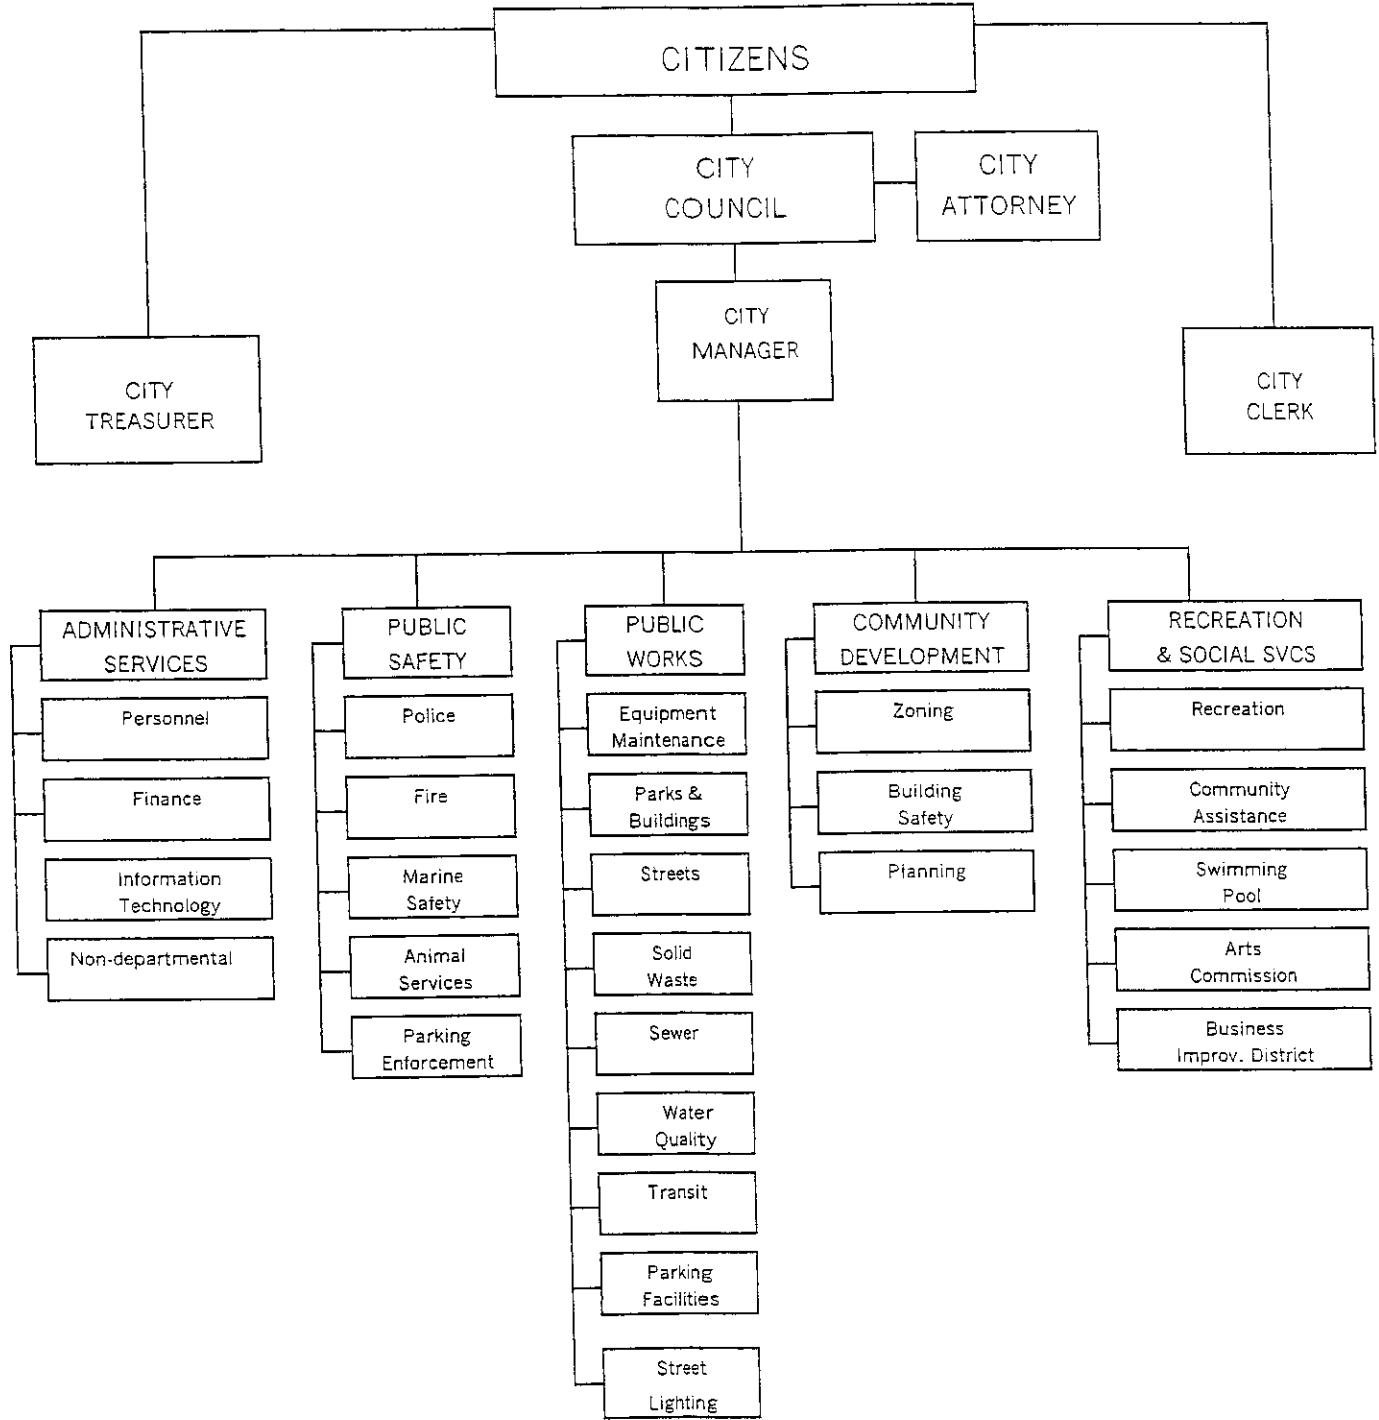 CITIZENS
CITY
COUNCIL
CITY
ATTORNEY
CITY
MANAGER
CITY
TREASURER
CITY
CLERK
ADMINISTRATIVE
SERVICES
Personnel
Finance
Information
Technology
Non-departmental
PUBLIC
SAFETY
Police
Fire
Marine
Safety
Animal
Services
Parking
Enforcement
PUBLIC
WORKS
Equipment
Maintenance
Parks &
Buildings
Streets
Solid
Waste
Sewer
Water
Quality
Transit
Parking
Facilities
Street
Lighting
COMMUNITY
DEVELOPMENT
Zoning
Building
Safety
Planning
RECREATION
& SOCIAL SVCS
Recreation
Community
Assistance
Swimming
Pool
Arts
Commission
Business
Improv. District